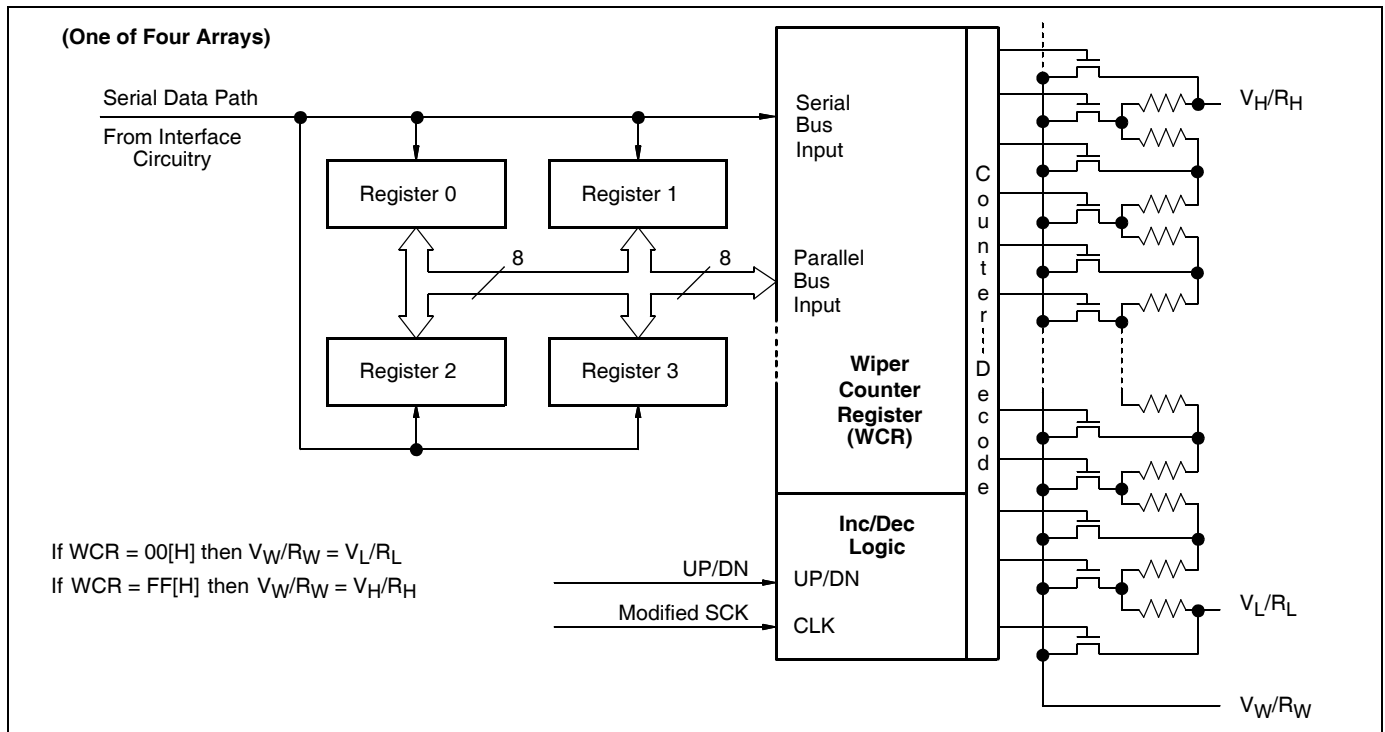 (One of Four Arrays)
Serial Data Path
From Interface
Circuitry
Register 0
Register 1
8
8
Register 2
Register 3
Serial
Bus
Input
Parallel
Bus
Input
Wiper
Counter
Register
(WCR)
Inc/Dec
Logic
UP/DN
UP/DN
Modified SCK
CLK
Counter Decode
VH/RH
VL/RL
VW/RW
If WCR = 00[H] then VW/RW = VL/RL
If WCR = FF[H] then VW/RW = VH/RH